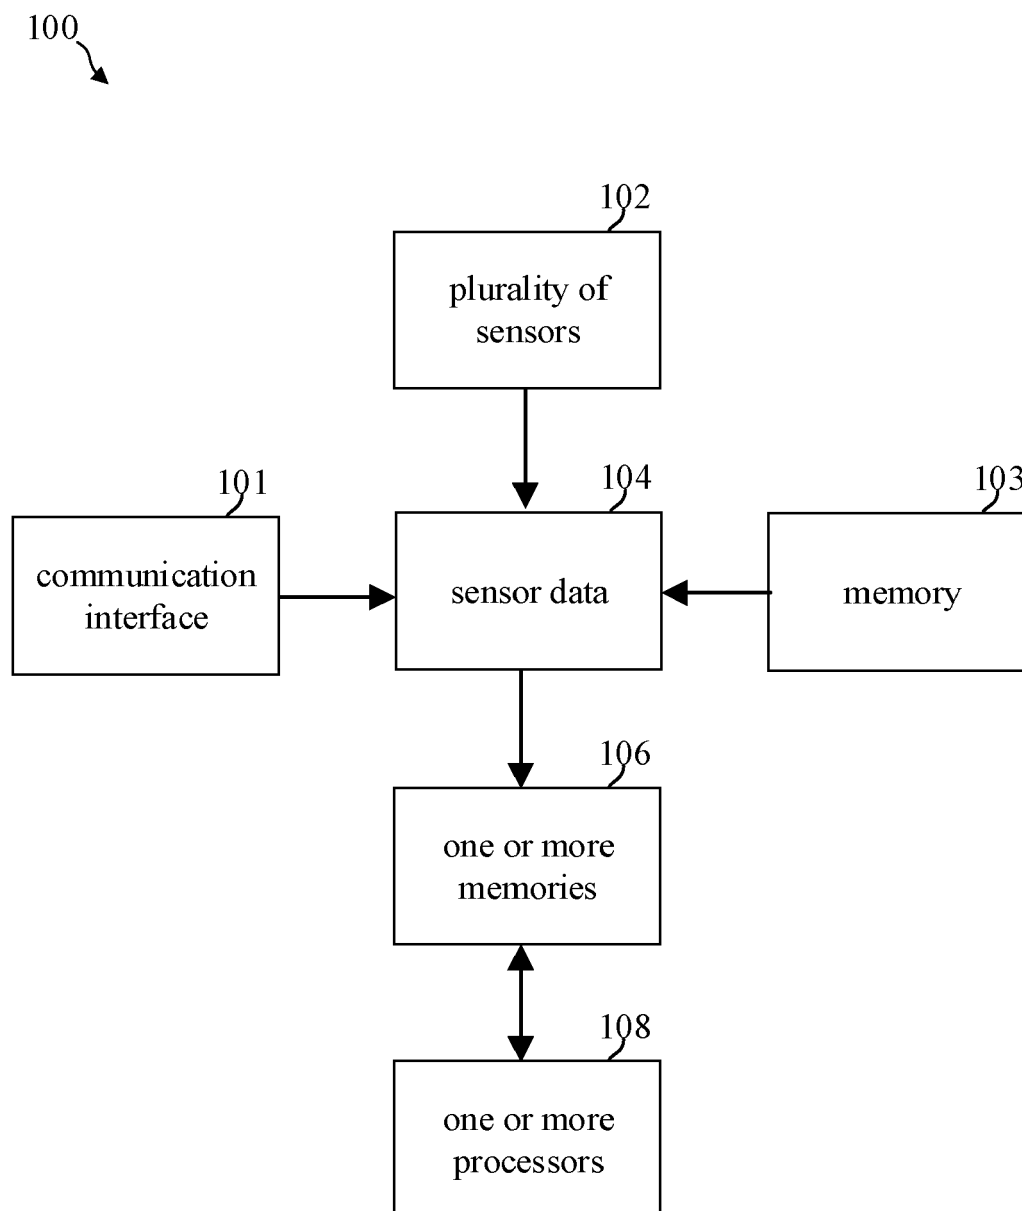 100
102
plurality of
sensors
101
communication
interface
104
sensor data
103
memory
106
one or more
memories
108
one or more
processors